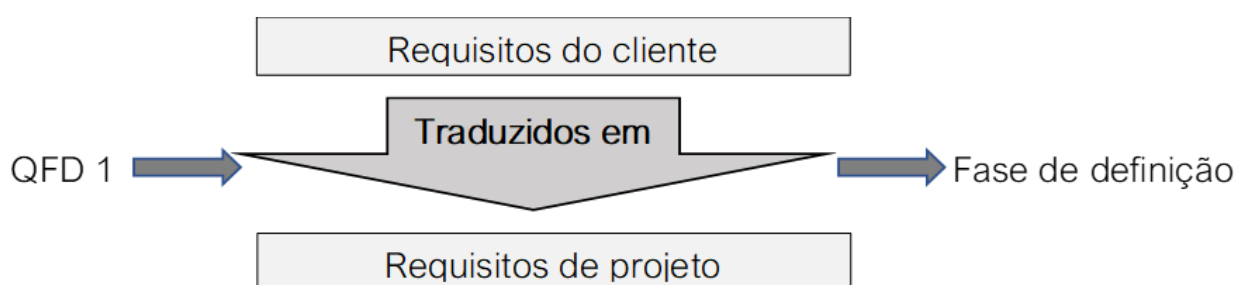 Requisitos do cliente
Traduzidos em
QFD 1
Fase de definição
Requisitos de projeto